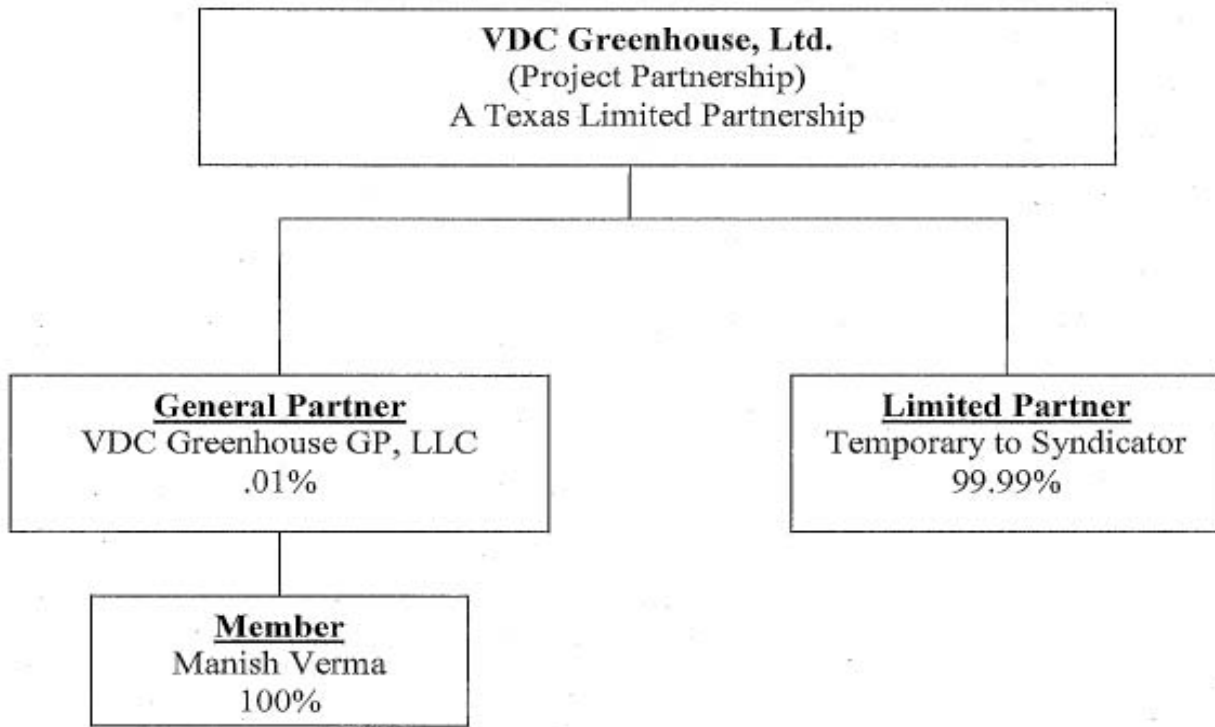 VDC Greenhouse, Ltd.
(Project Partnership)
A Texas Limited Partnership
General Partner
VDC Greenhouse GP, LLC
.01%
Limited Partner
Temporary to Syndicator
99.99%
Member
Manish Verma
100%